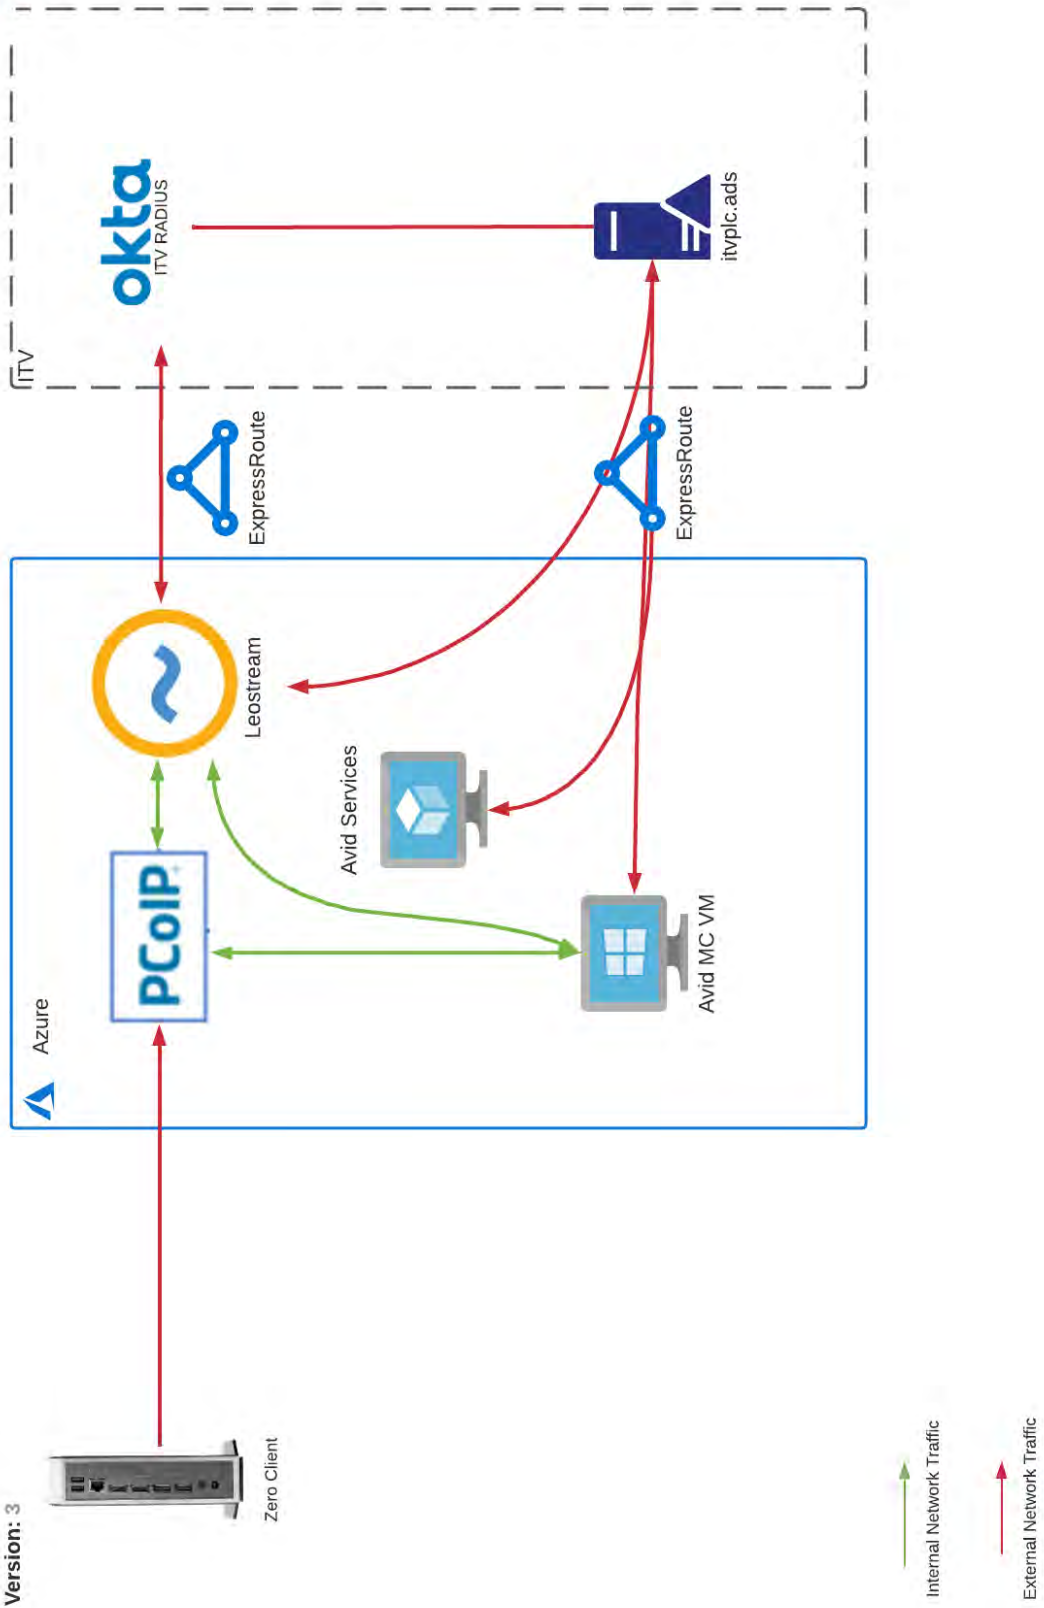 Version: 3
Zero Client
Azure
PCoIP
Leostream
Avid Services
Avid MC VM
ExpressRoute
ExpressRoute
ITV
okta
ITV RADIUS
itvplc.ads
Internal Network Traffic
External Network Traffic